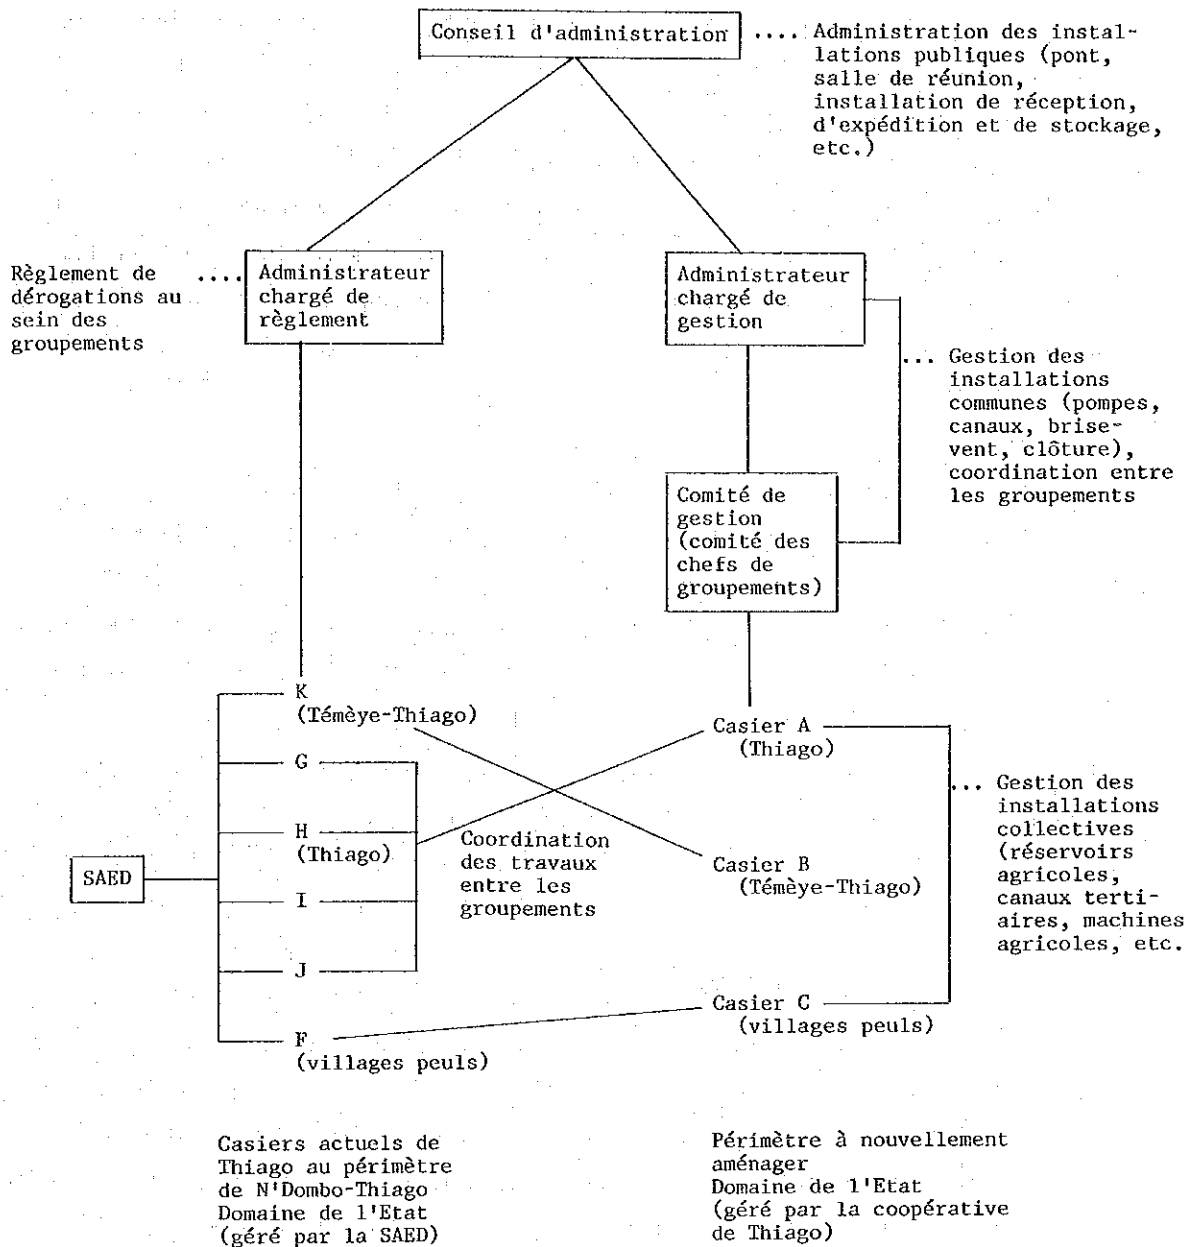 Conseil d'administration
.... Administration des instal-
lations publiques (pont,
salle de réunion,
installation de réception,
d'expédition et de stockage,
etc.)
Règlement de
dérogations au
sein des
groupements
....
Administrateur
chargé de
règlement
Administrateur
chargé de
gestion
... Gestion des
installations
communes (pompes,
canaux, brise-
vent, clôture),
coordination entre
les groupements
Comité de
gestion
(comité des
chefs de
groupements)
K
(Témèye-Thiago)
G
H
(Thiago)
I
J
F
(villages peuls)
SAED
Coordination
des travaux
entre les
groupements
Casier A
(Thiago)
Casier B
(Témèye-Thiago)
Casier C
(villages peuls)
... Gestion des
installations
collectives
(réservoirs
agricoles,
canaux terti-
aires, machines
agricoles, etc.
Casiers actuels de
Thiago au périmètre
de N'Dombo-Thiago
Domaine de l'Etat
(géré par la SAED)
Périmètre à nouvellement
aménager
Domaine de l'Etat
(géré par la coopérative
de Thiago)